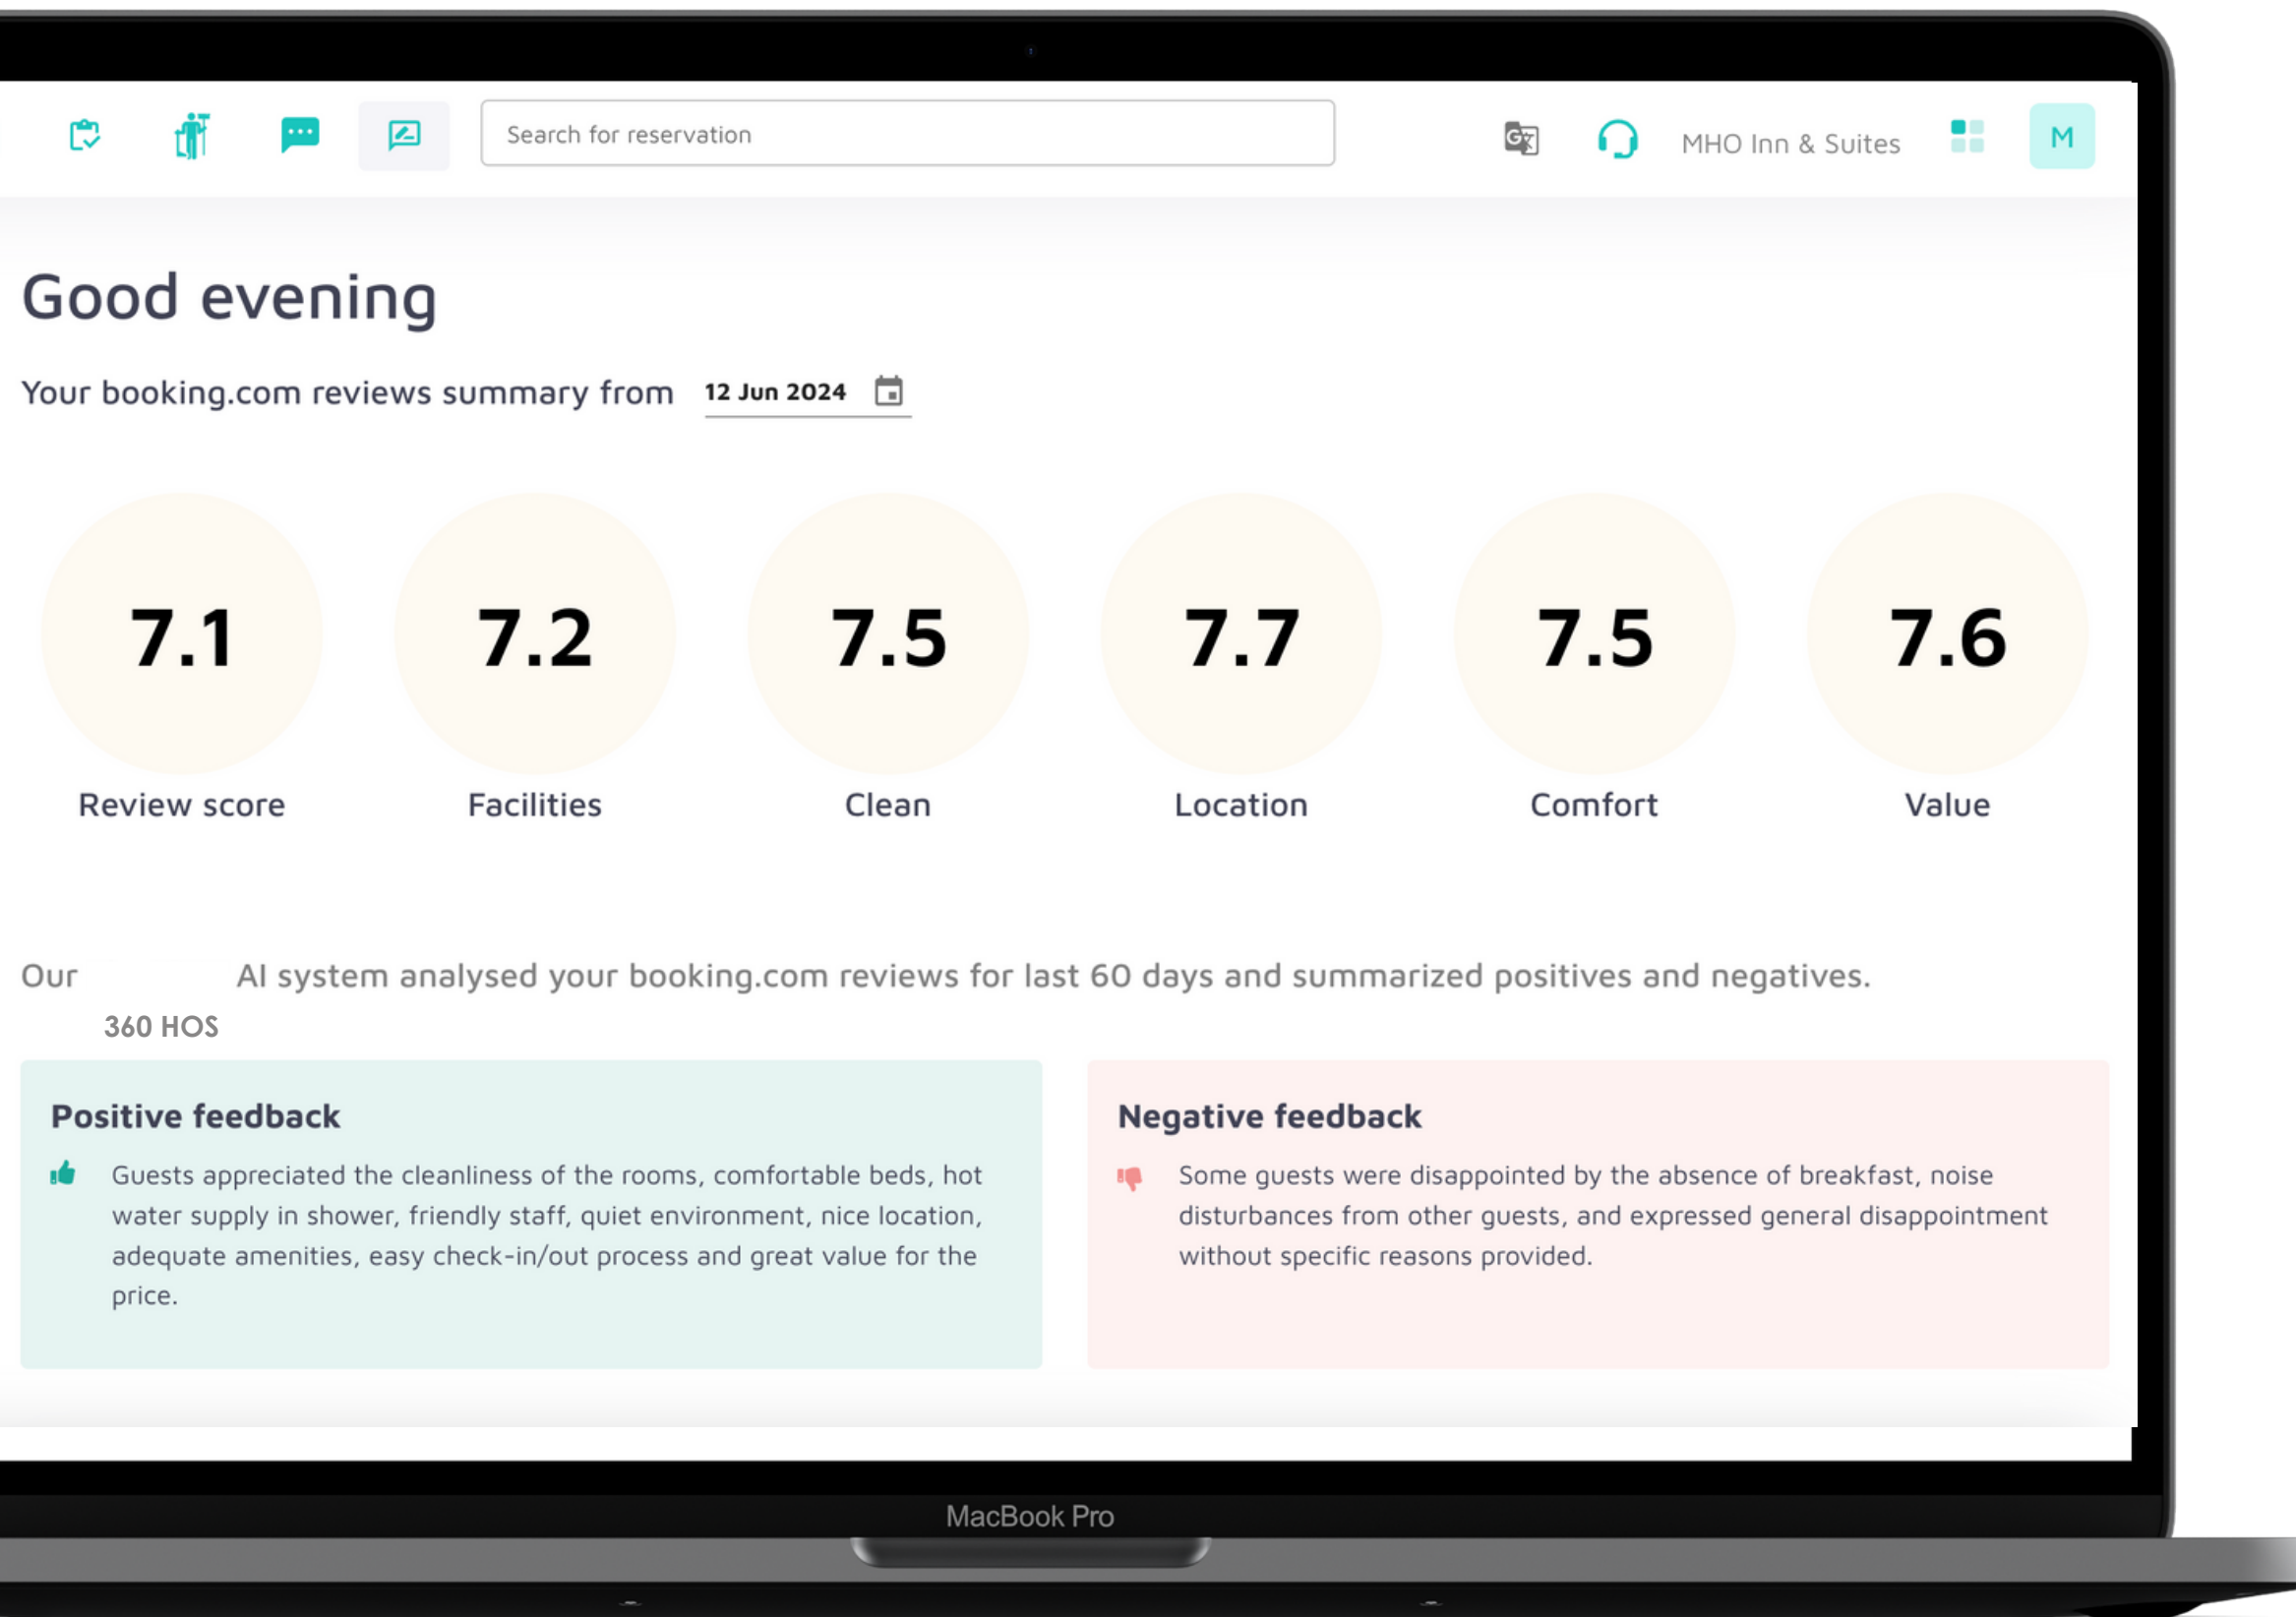 Search for reservation
MHO Inn & Suites
M
Good evening
Your booking.com reviews summary from 12 Jun 2024
7.1 7.2 7.5 7.7 7.5 7.6
Review score Facilities Clean Location Comfort Value
Our AI system analysed your booking.com reviews for last 60 days and summarized positives and negatives.
360 HOS
Positive feedback
Guests appreciated the cleanliness of the rooms, comfortable beds, hot
water supply in shower, friendly staff, quiet environment, nice location,
adequate amenities, easy check-in/out process and great value for the
price.
Negative feedback
Some guests were disappointed by the absence of breakfast, noise
disturbances from other guests, and expressed general disappointment
without specific reasons provided.
MacBook Pro